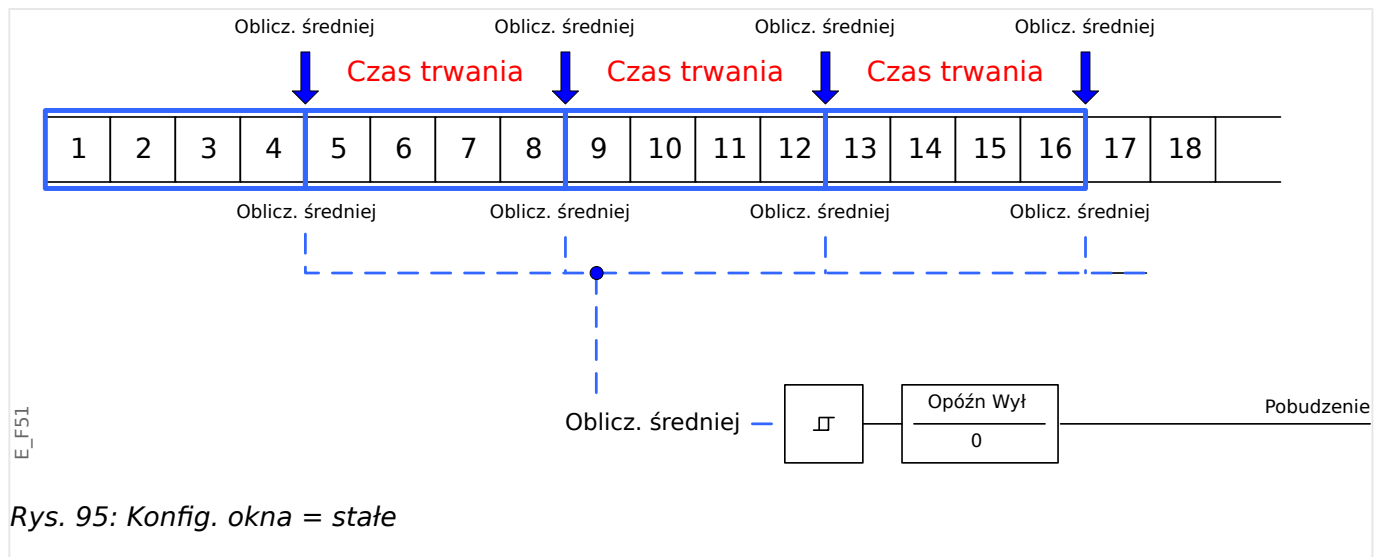 Oblicz. średniej Oblicz. średniej Oblicz. średniej Oblicz. średniej
Czas trwania Czas trwania Czas trwania
1 2 3 4 5 6 7 8 9 10 11 12 13 14 15 16 17 18
Oblicz. średniej Oblicz. średniej Oblicz. średniej Oblicz. średniej
Oblicz. średniej
Opóźn Wył
0
Pobudzenie
E_F51
Rys. 95: Konfig. okna = stałe